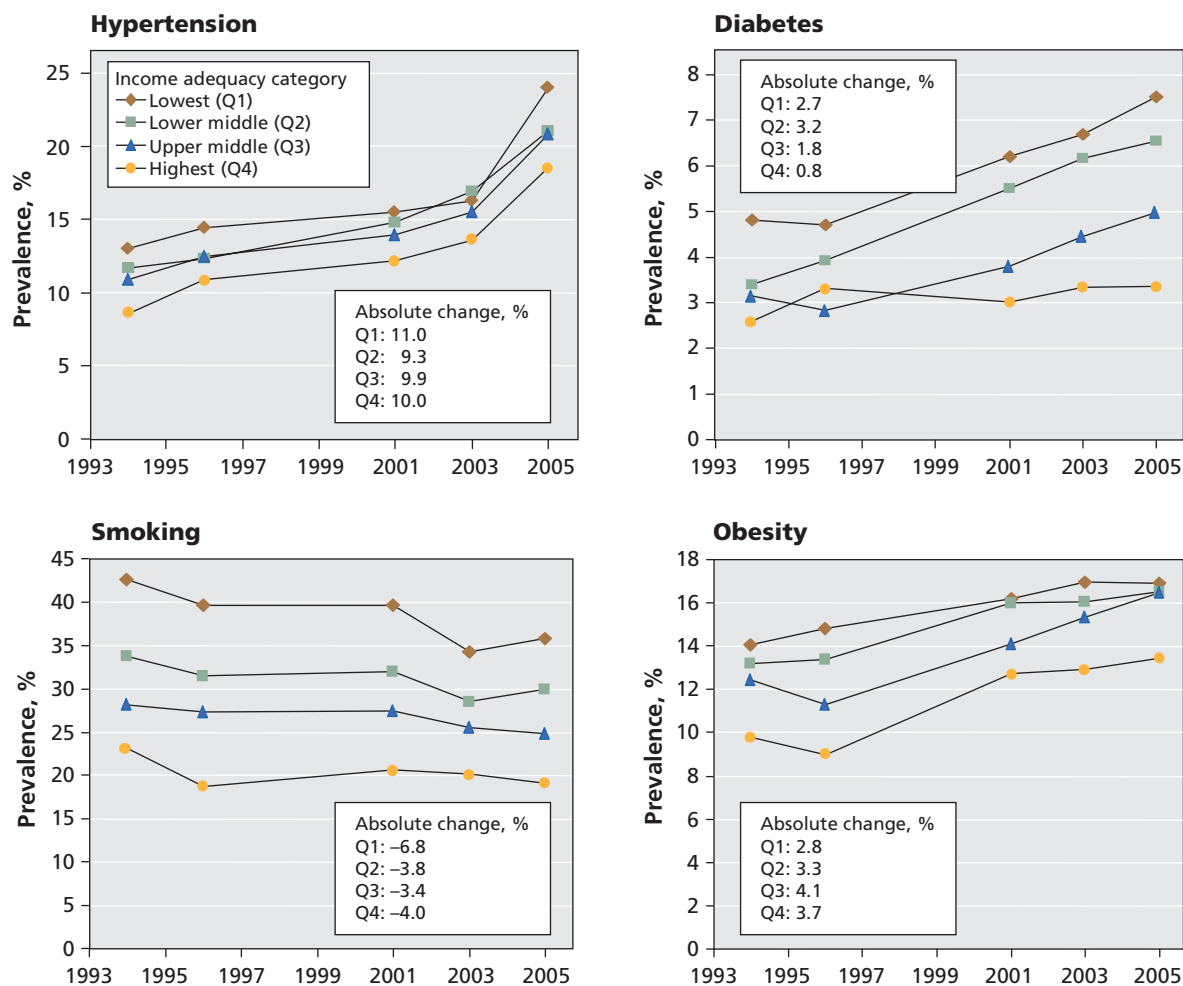 Hypertension
Prevalence, %
25
20
15
10
5
0
Income adequacy category
Lowest (Q1)
Lower middle (Q2)
Upper middle (Q3)
Highest (Q4)
Absolute change, %
Q1: 11.0
Q2: 9.3
Q3: 9.9
Q4: 10.0
1993 1995 1997 1999 2001 2003 2005
Diabetes
Prevalence, %
8
7
6
5
4
3
2
1
0
Absolute change, %
Q1: 2.7
Q2: 3.2
Q3: 1.8
Q4: 0.8
1993 1995 1997 1999 2001 2003 2005
Smoking
Prevalence, %
45
40
35
30
25
20
15
10
5
0
Absolute change, %
Q1: –6.8
Q2: –3.8
Q3: –3.4
Q4: –4.0
1993 1995 1997 1999 2001 2003 2005
Obesity
Prevalence, %
18
16
14
12
10
8
6
4
2
0
Absolute change, %
Q1: 2.8
Q2: 3.3
Q3: 4.1
Q4: 3.7
1993 1995 1997 1999 2001 2003 2005